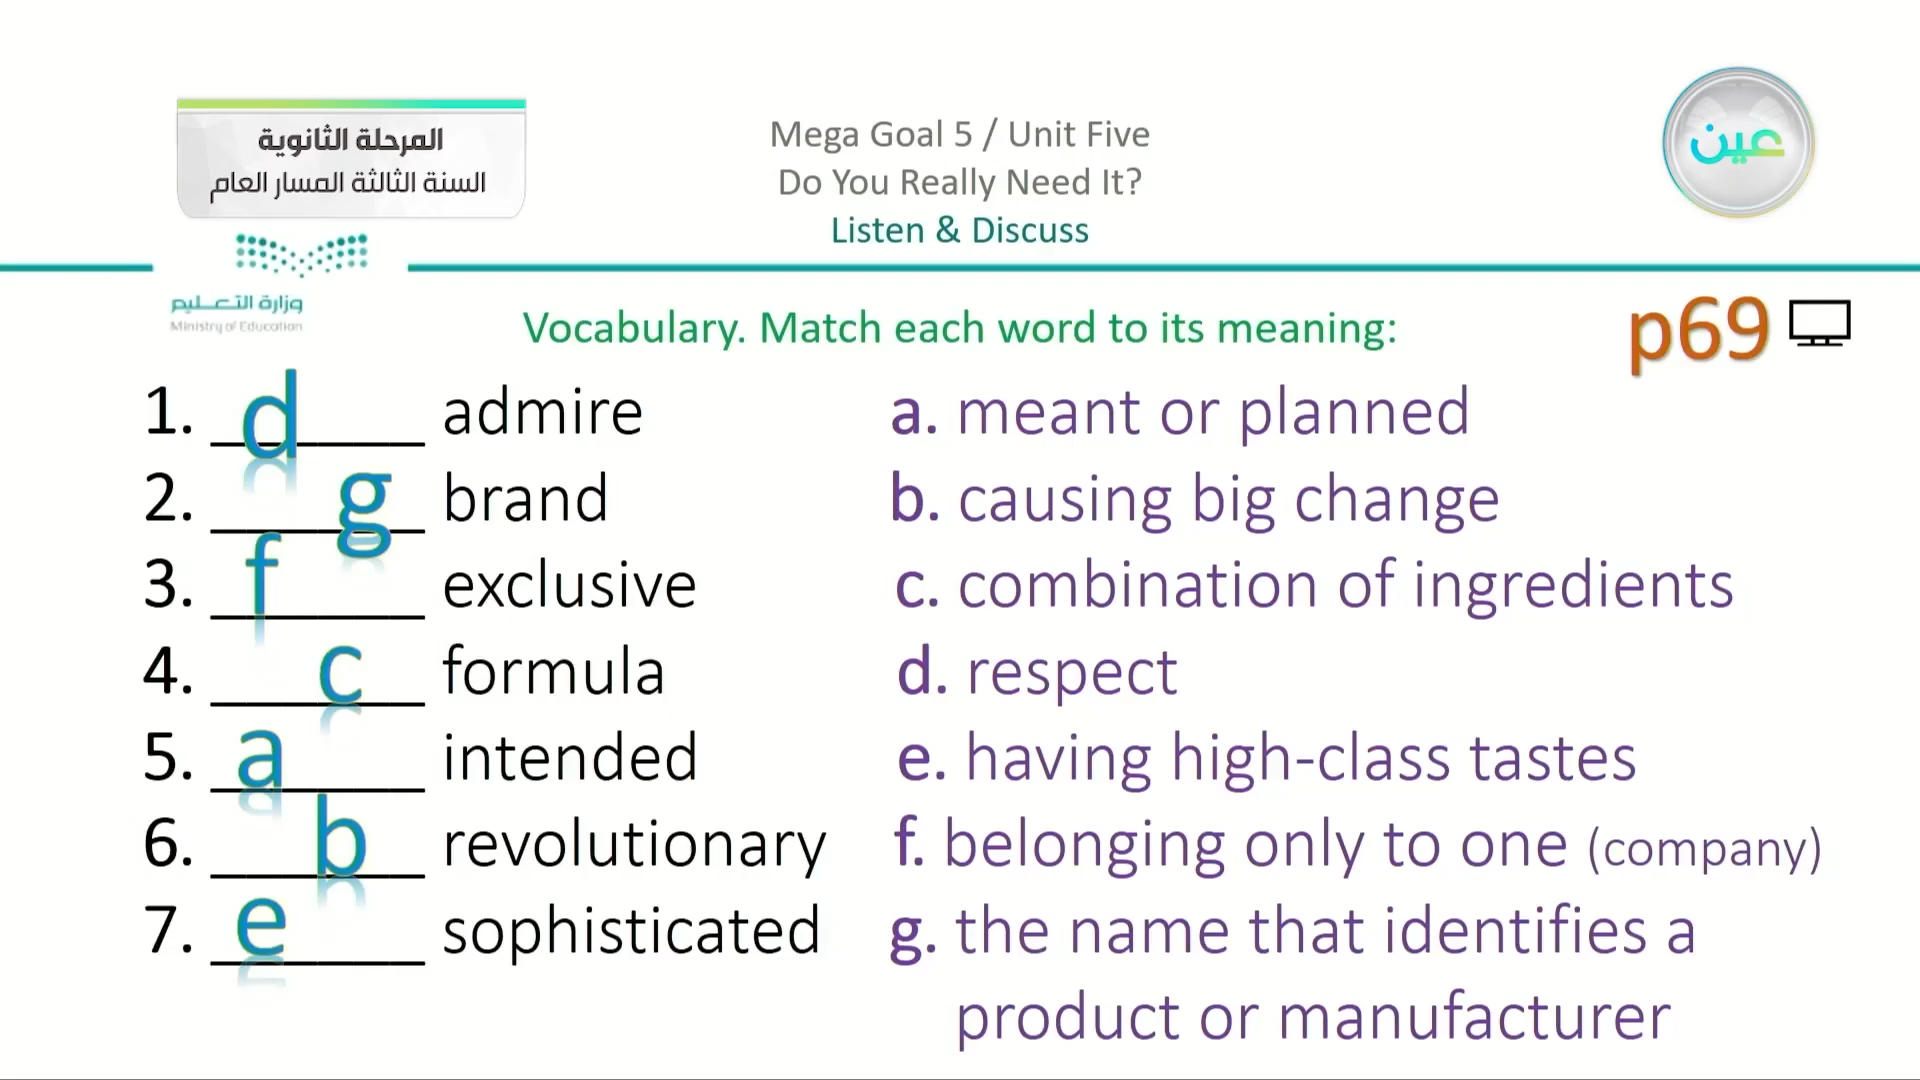 المرحلة الثانوية
السنة الثالثة المسار العام
Mega Goal 5 / Unit Five
Do You Really Need It?
Listen & Discuss
عين
وزارة التعليم
Ministry of Education
Vocabulary. Match each word to its meaning:
p69
1. d admire
2. g brand
3. f exclusive
4. c formula
5. a intended
6. b revolutionary
7. e sophisticated
a. meant or planned
b. causing big change
c. combination of ingredients
d. respect
e. having high-class tastes
f. belonging only to one (company)
g. the name that identifies a
product or manufacturer